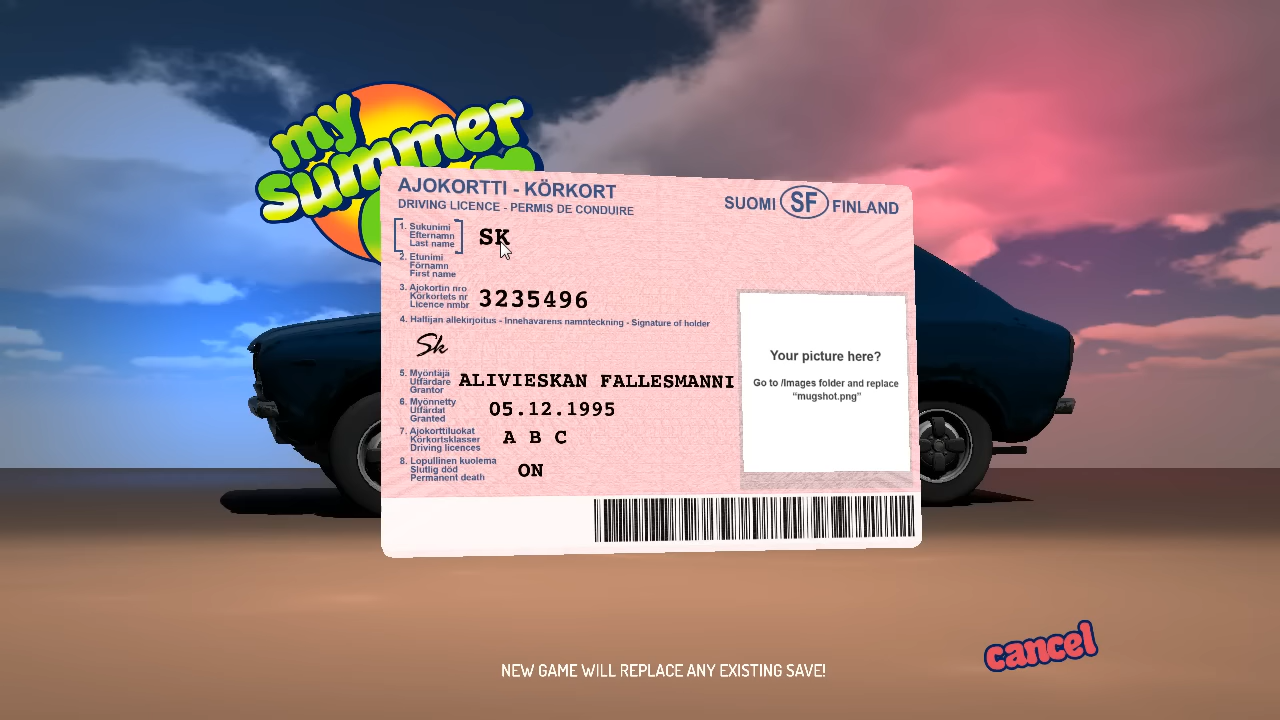 my
summer
AJOKORTTI - KÖRKORT
DRIVING LICENCE - PERMIS DE CONDUIRE
SUOMI SF FINLAND
1. Sukunimi
Efternamn
Last name
SK
2. Etunimi
Förnamn
First name
3. Ajokortin nro
Körkortets nr
Licence nmbr
3235496
4. Haltijan allekirjoitus - Innehavarens namnteckning - Signature of holder
Sk
5. Myöntäjä
Utfärdare
Grantor
ALIVIESKAN FALLESMANNI
6. Myönnetty
Utfärdat
Granted
05.12.1995
7. Ajokorttiluokat
Körkortsklasser
Driving licences
A B C
8. Lopullinen kuolema
Slutlig död
Permanent death
ON
Your picture here?
Go to /Images folder and replace
“mugshot.png”
cancel
NEW GAME WILL REPLACE ANY EXISTING SAVE!